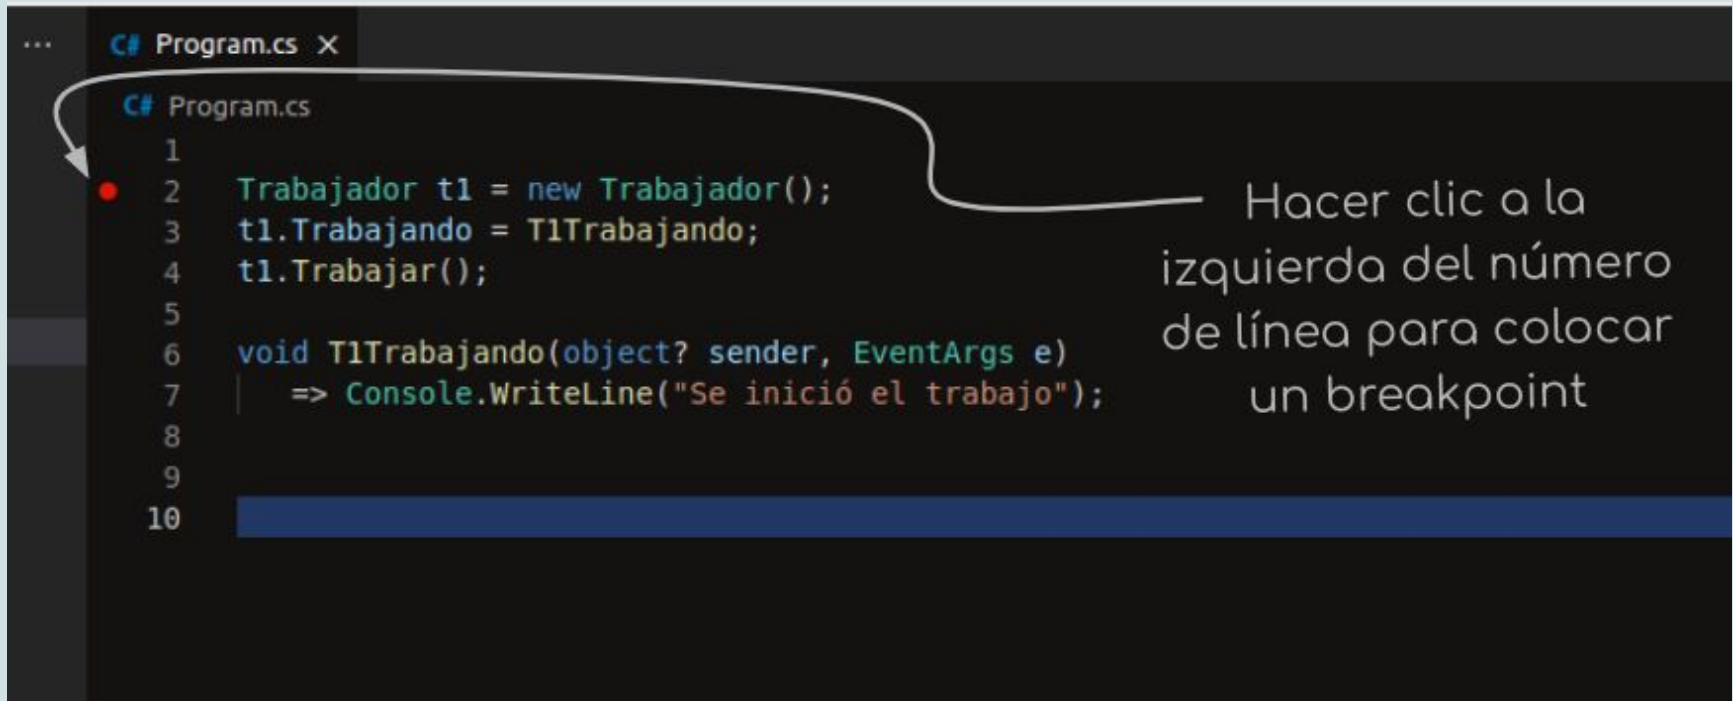 ... C# Program.cs ×
C# Program.cs
1
2 Trabajador t1 = new Trabajador();
3 t1.Trabajando = T1Trabajando;
4 t1.Trabajar();
5
6 void T1Trabajando(object? sender, EventArgs e)
7 => Console.WriteLine("Se inició el trabajo");
8
9
10
Hacer clic a la
izquierda del número
de línea para colocar
un breakpoint